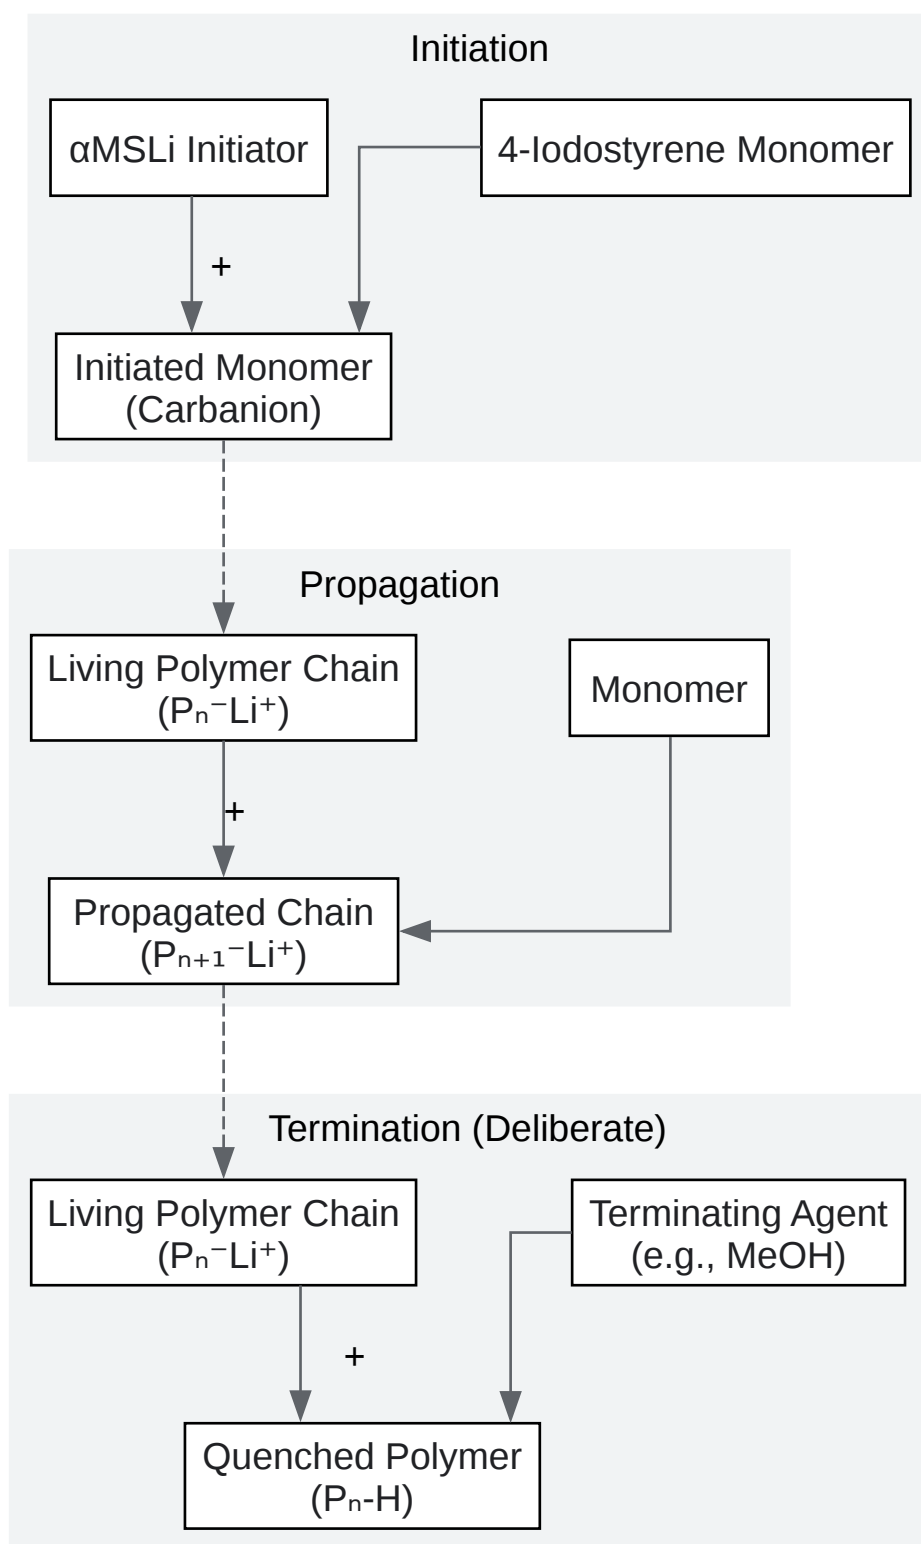 Initiation
αMSLi Initiator
4-Iodostyrene Monomer
+
Initiated Monomer
(Carbanion)
Propagation
Living Polymer Chain
(Pₙ⁻Li⁺)
Monomer
+
Propagated Chain
(Pₙ₊₁⁻Li⁺)
Termination (Deliberate)
Living Polymer Chain
(Pₙ⁻Li⁺)
Terminating Agent
(e.g., MeOH)
+
Quenched Polymer
(Pₙ-H)